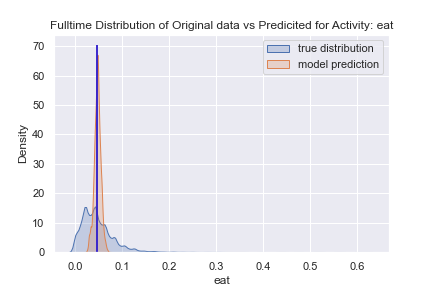 Fulltime Distribution of Original data vs Predicited for Activity: eat
true distribution
model prediction
70
60
50
40
30
20
10
0
Density
0.0 0.1 0.2 0.3 0.4 0.5 0.6
eat